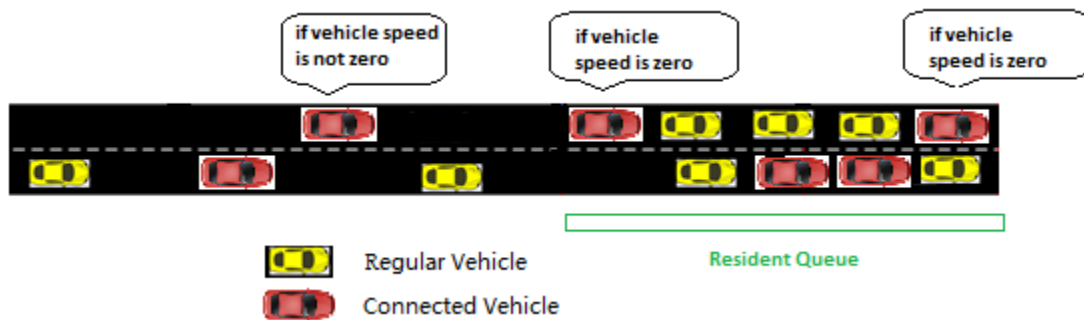 if vehicle speed
is not zero
if vehicle
speed is zero
if vehicle
speed is zero
Resident Queue
Regular Vehicle
Connected Vehicle